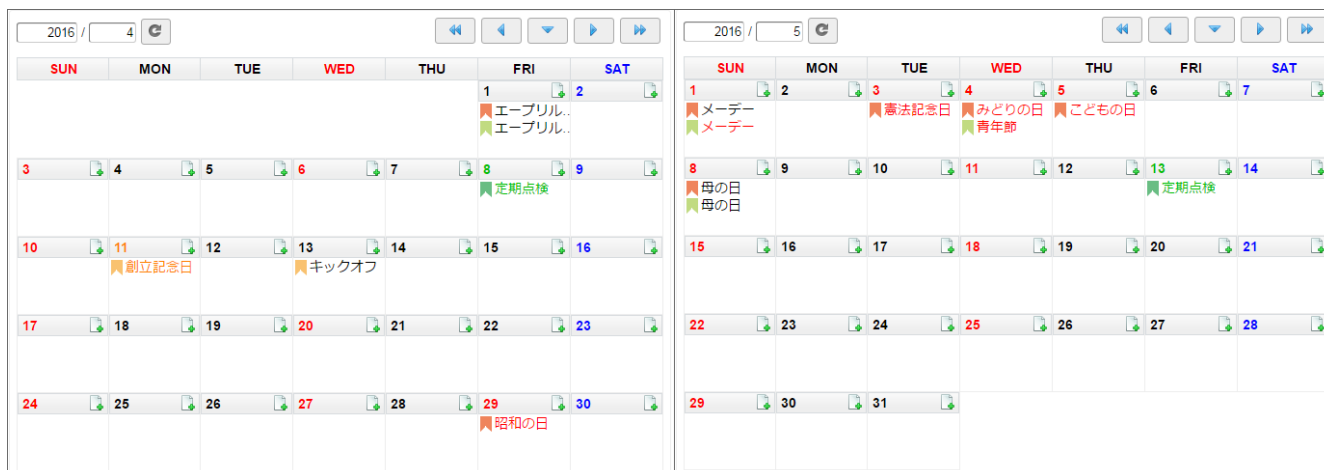 2016 / 4
SUN MON TUE WED THU FRI SAT
1 2
エープリル..
エープリル..
3 4 5 6 7 8 9
定期点検
10 11 12 13 14 15 16
創立記念日 キックオフ
17 18 19 20 21 22 23
24 25 26 27 28 29 30
昭和の日
2016 / 5
SUN MON TUE WED THU FRI SAT
1 2 3 4 5 6 7
メーデー 憲法記念日 みどりの日 こどもの日
メーデー 青年節
8 9 10 11 12 13 14
母の日 定期点検
母の日
15 16 17 18 19 20 21
22 23 24 25 26 27 28
29 30 31